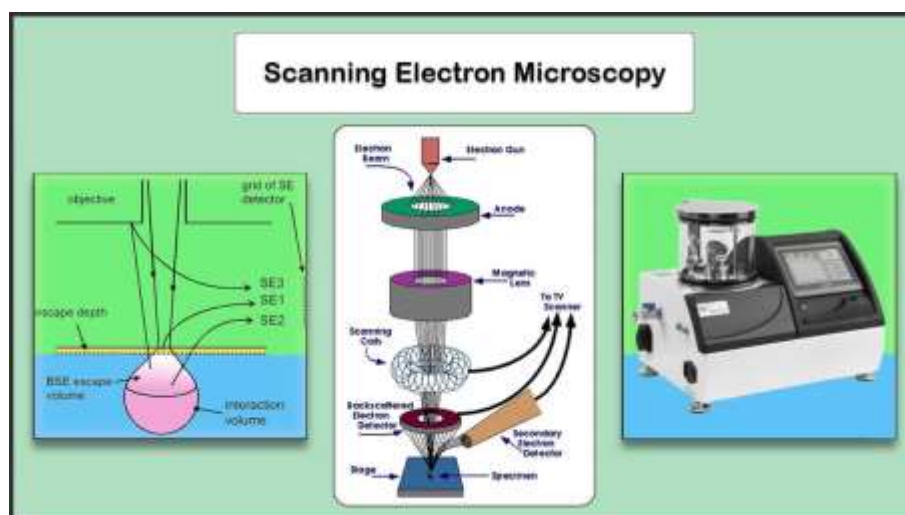 Scanning Electron Microscopy
objective
grid of SE
detector
SE3
SE1
SE2
escape depth
BSE escape
volume
interaction
volume
Electron
Beam
Electron Gun
Anode
Magnetic
Lens
To TV
Scanner
Scanning
Coils
Backscattered
Electron
Detector
Secondary
Electron
Detector
Stage
Specimen